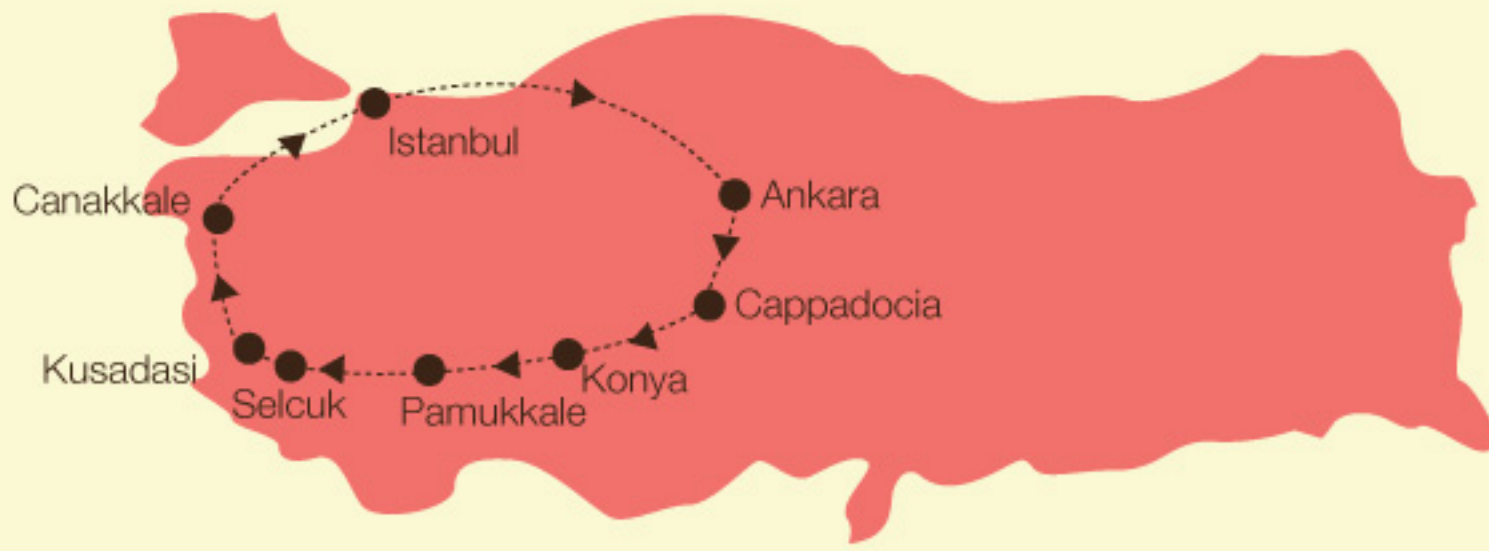 Istanbul
Canakkale
Ankara
Cappadocia
Kusadasi
Konya
Selcuk
Pamukkale